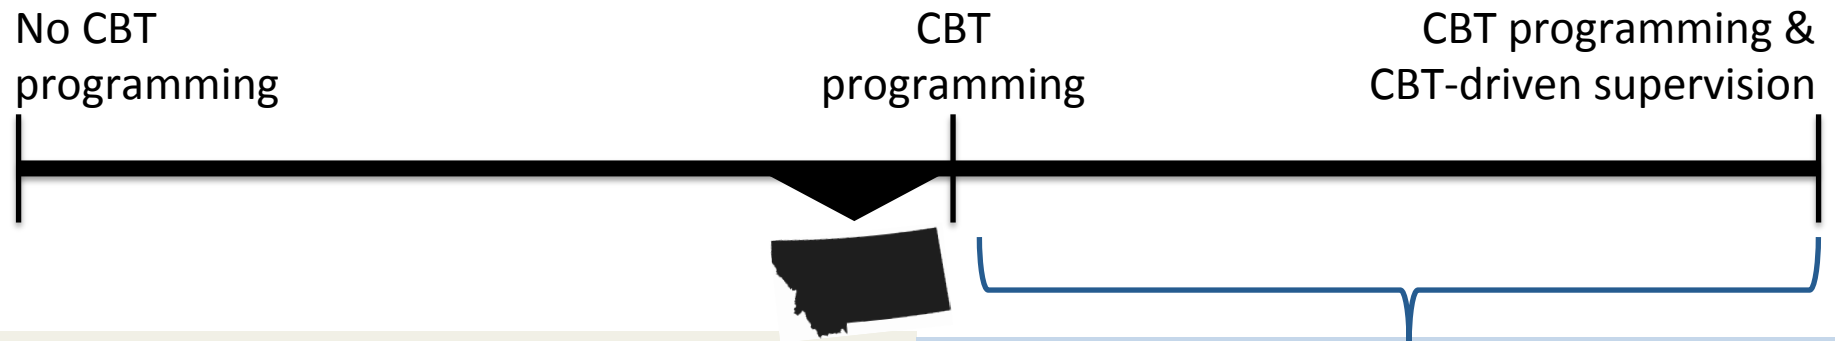 No CBT
programming
CBT
programming
CBT programming &
CBT-driven supervision